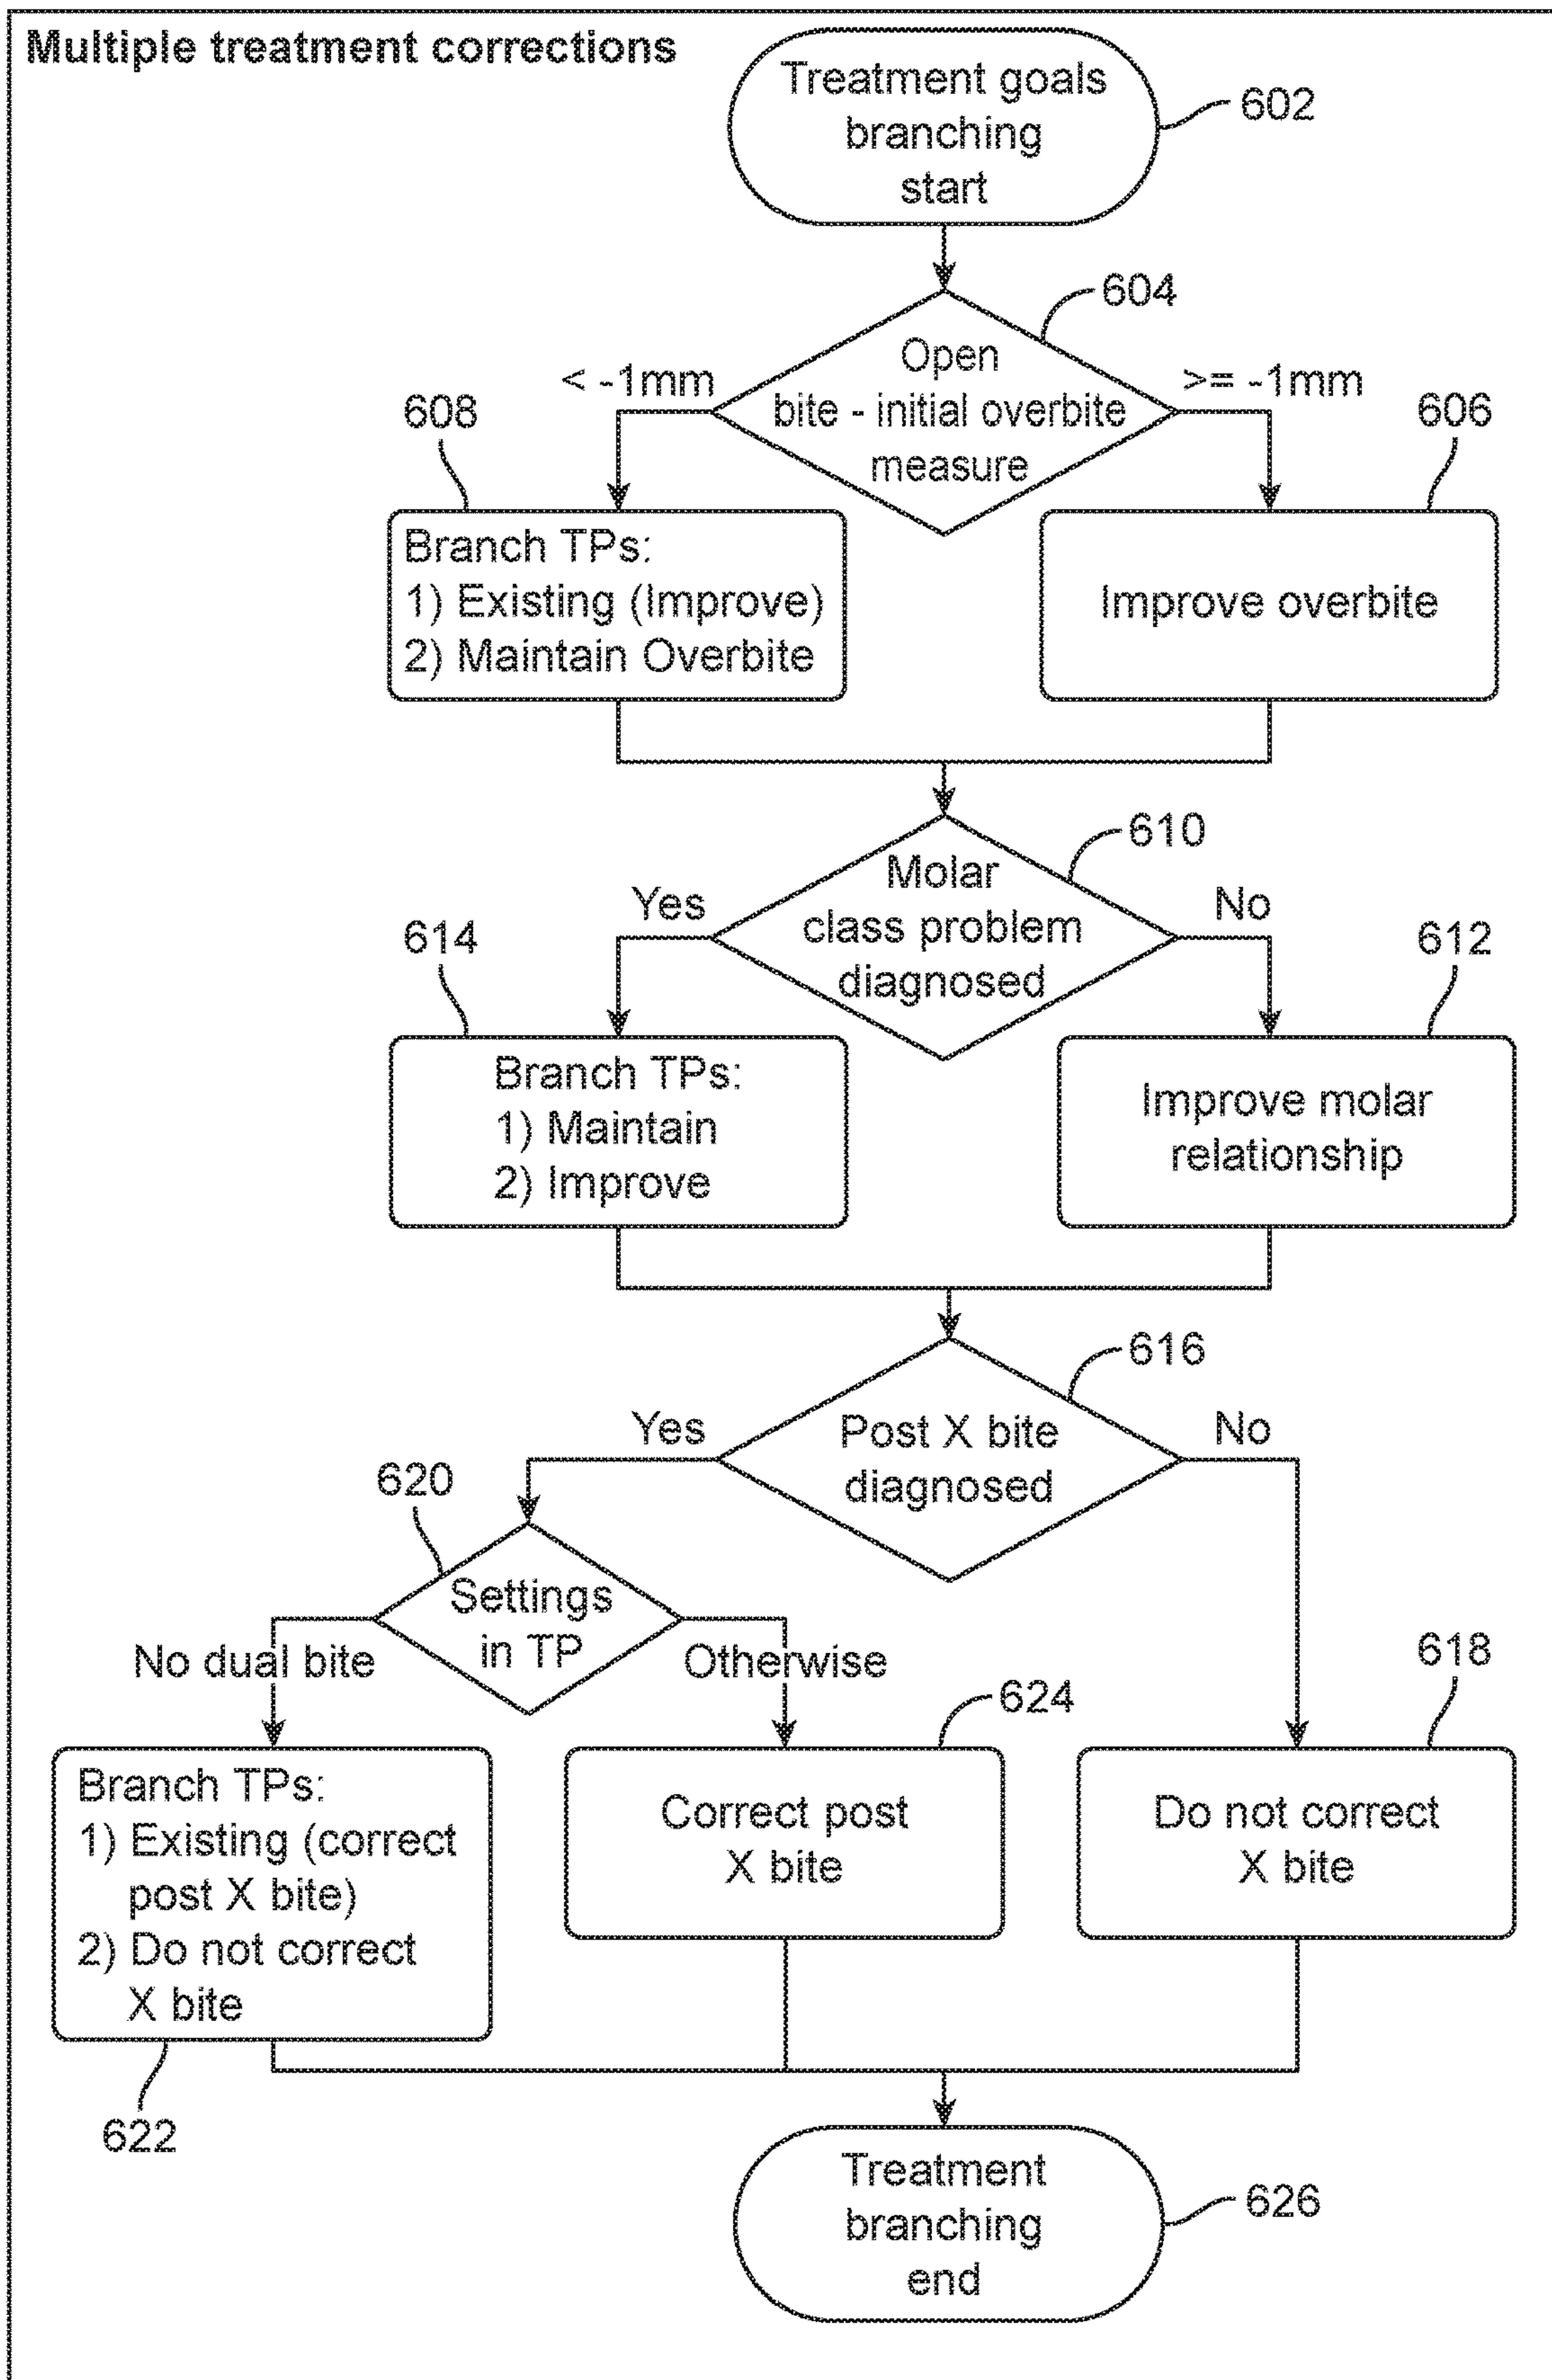 Multiple treatment corrections
Treatment goals
branching
start
602
604
Open
bite - initial overbite
measure
< -1mm
>= -1mm
608
606
Branch TPs:
1) Existing (Improve)
2) Maintain Overbite
Improve overbite
610
Molar
class problem
diagnosed
Yes
No
614
612
Branch TPs:
1) Maintain
2) Improve
Improve molar
relationship
616
Post X bite
diagnosed
Yes
No
620
Settings
in TP
No dual bite
Otherwise
618
624
Branch TPs:
1) Existing (correct
post X bite)
2) Do not correct
X bite
Correct post
X bite
Do not correct
X bite
622
Treatment
branching
end
626